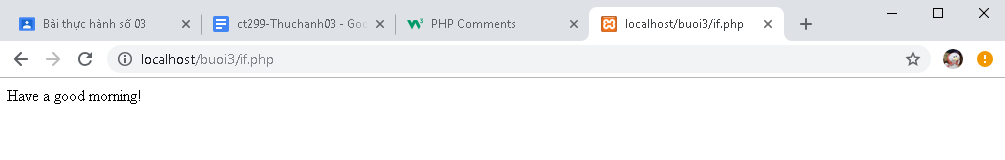 Bài thực hành số 03
ct299-Thuchanh03 - Goo
PHP Comments
localhost/buoi3/if.php
localhost/buoi3/if.php
Have a good morning!